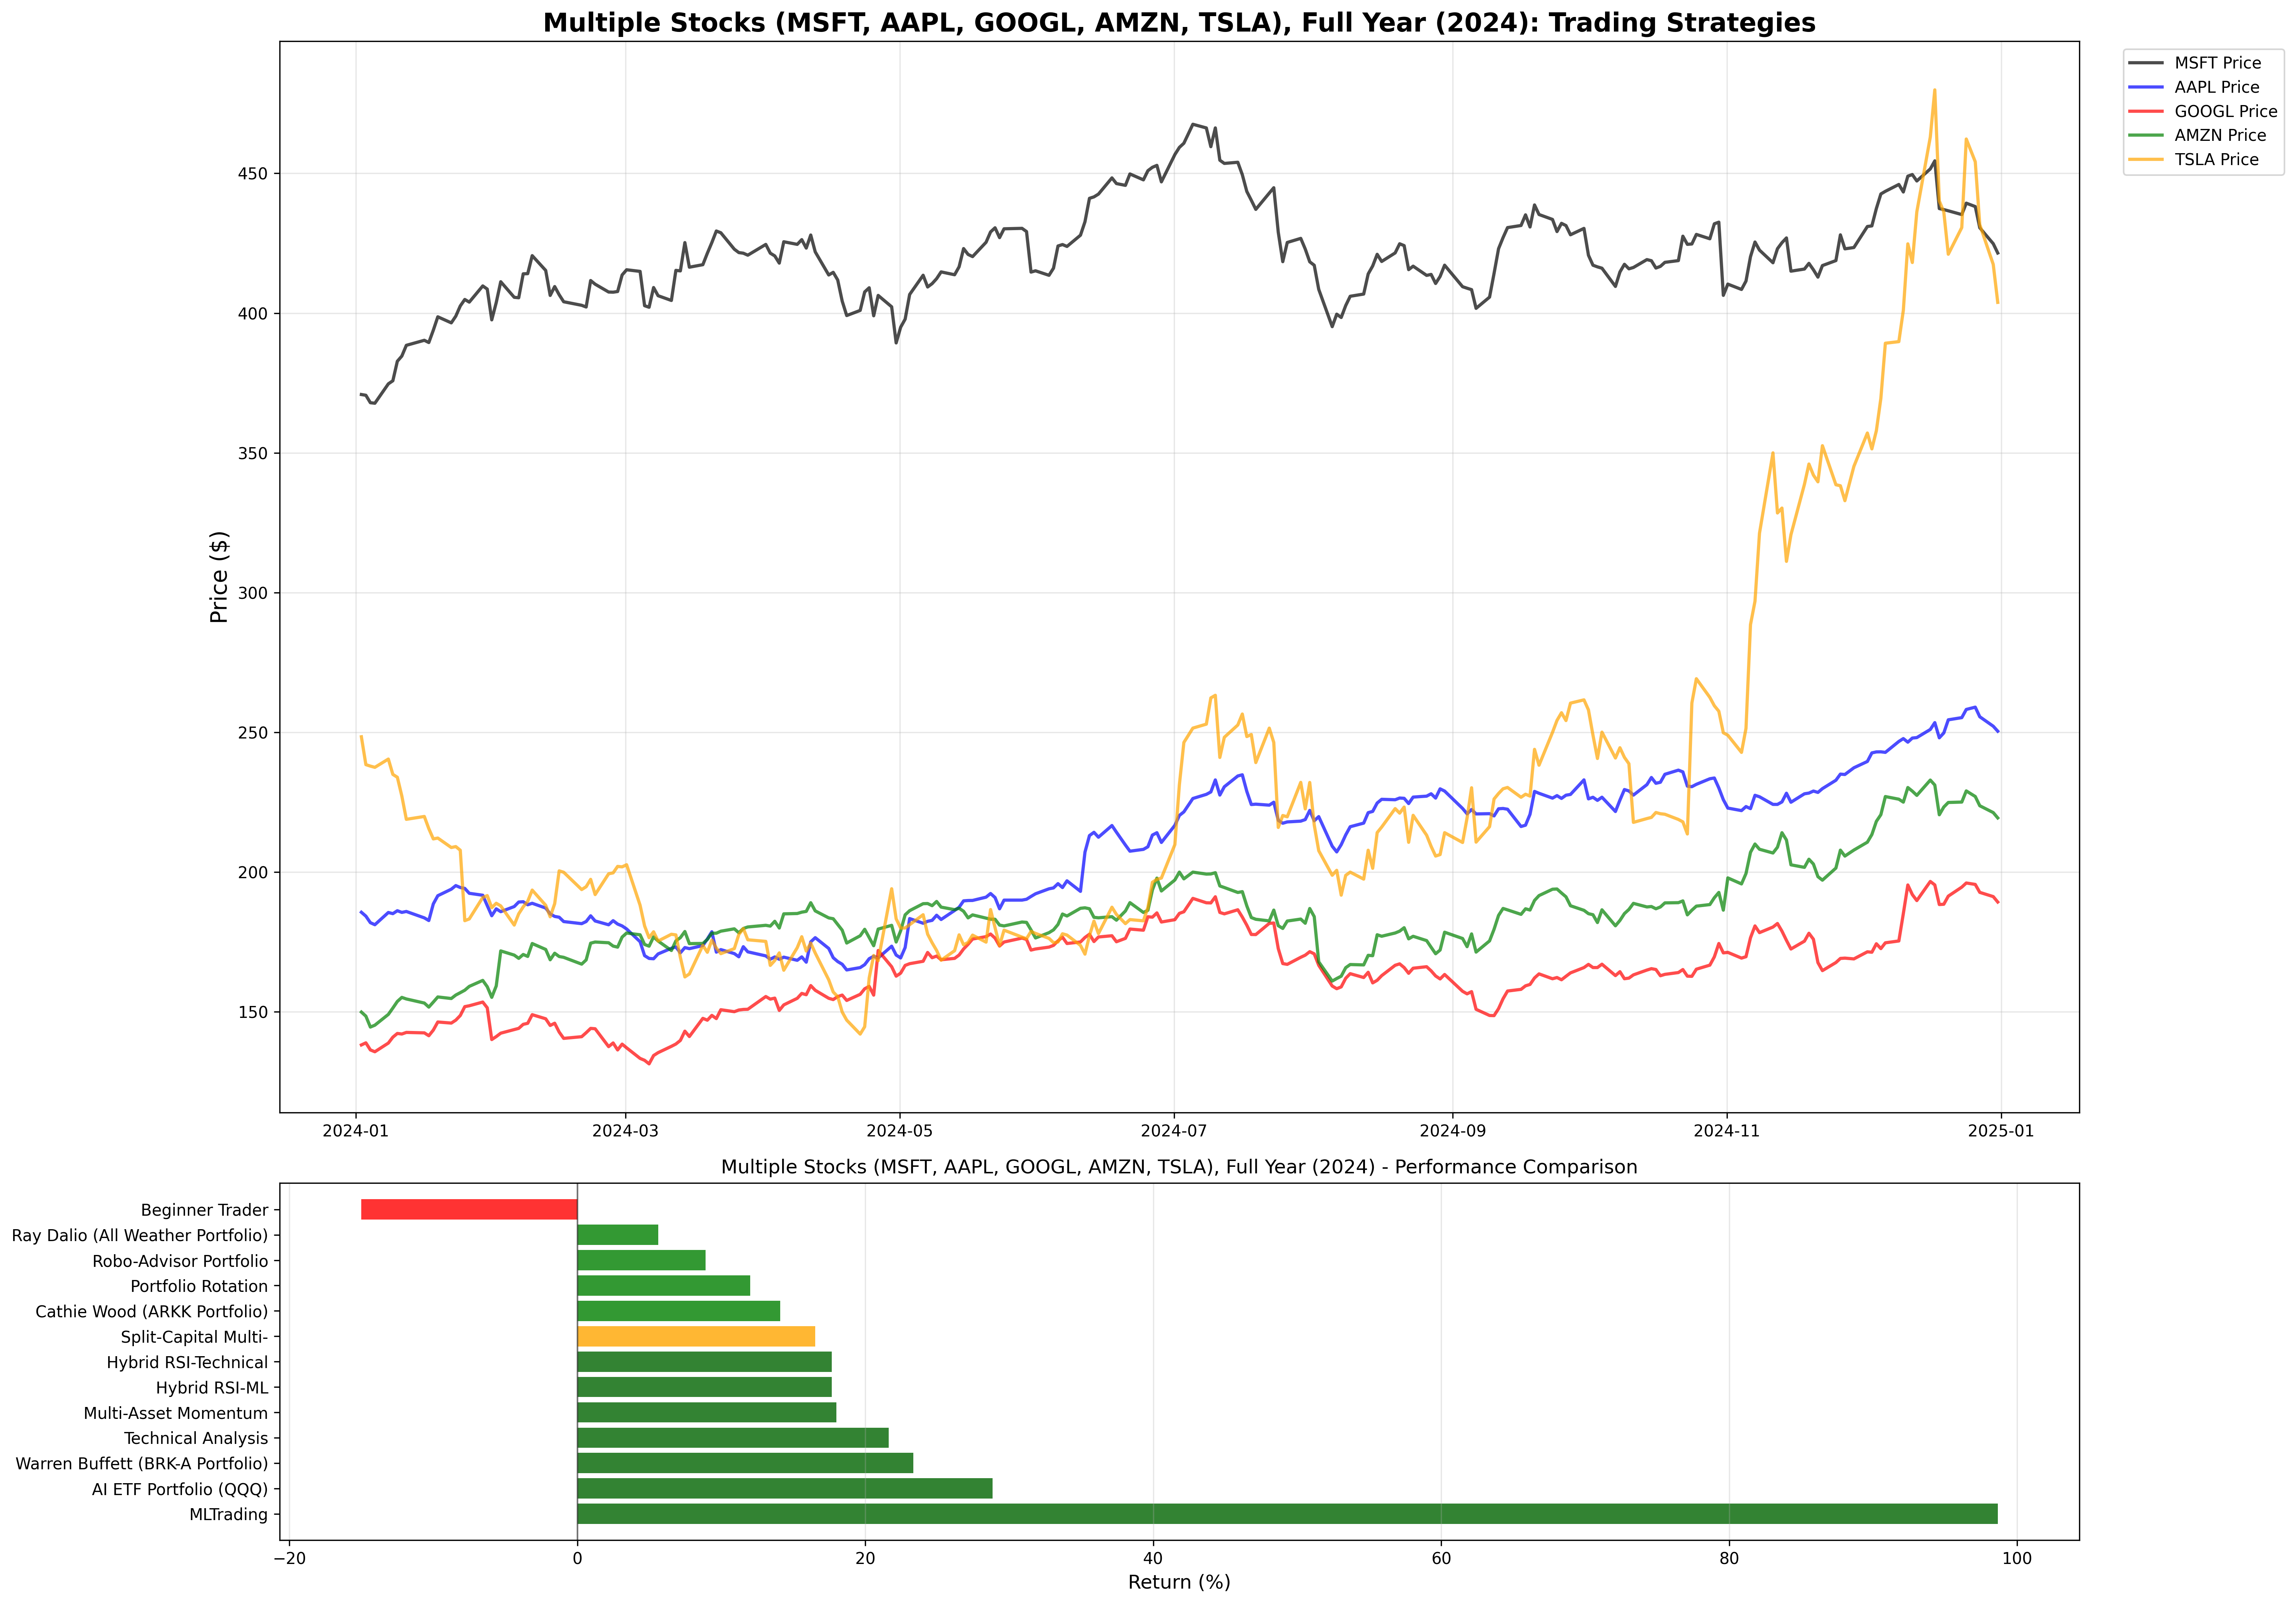 Multiple Stocks (MSFT, AAPL, GOOGL, AMZN, TSLA), Full Year (2024): Trading Strategies
MSFT Price
AAPL Price
GOOGL Price
AMZN Price
TSLA Price
Price ($)
450
400
350
300
250
200
150
2024-01
2024-03
2024-05
2024-07
2024-09
2024-11
2025-01
Multiple Stocks (MSFT, AAPL, GOOGL, AMZN, TSLA), Full Year (2024) - Performance Comparison
Beginner Trader
Ray Dalio (All Weather Portfolio)
Robo-Advisor Portfolio
Portfolio Rotation
Cathie Wood (ARKK Portfolio)
Split-Capital Multi-
Hybrid RSI-Technical
Hybrid RSI-ML
Multi-Asset Momentum
Technical Analysis
Warren Buffett (BRK-A Portfolio)
AI ETF Portfolio (QQQ)
MLTrading
−20
0
20
40
60
80
100
Return (%)